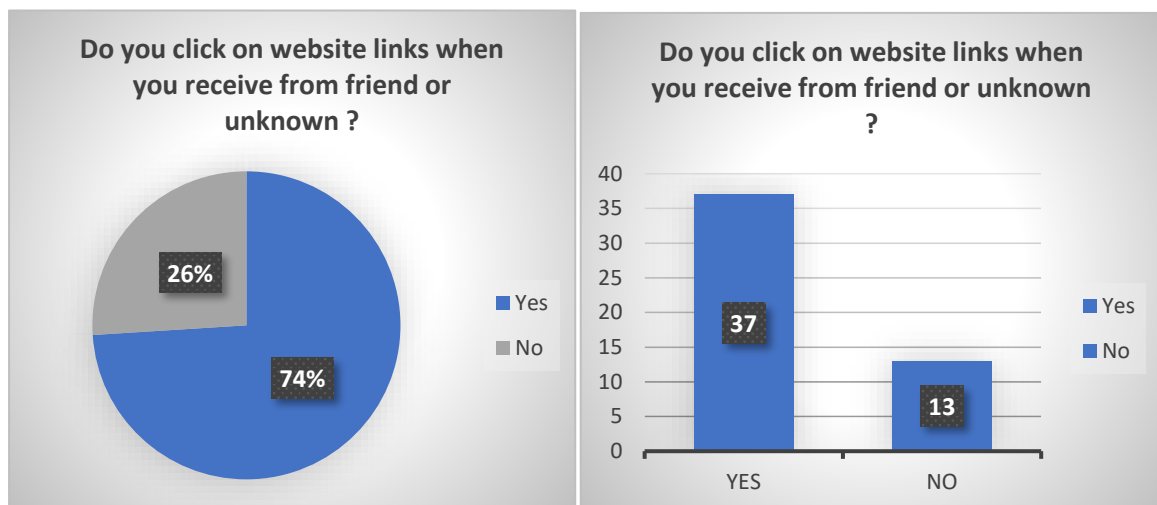 Do you click on website links when
you receive from friend or
unknown ?
26%
74%
Yes
No
Do you click on website links when
you receive from friend or unknown
?
40
35
30
25
20
15
10
5
0
37
13
YES
NO
Yes
No